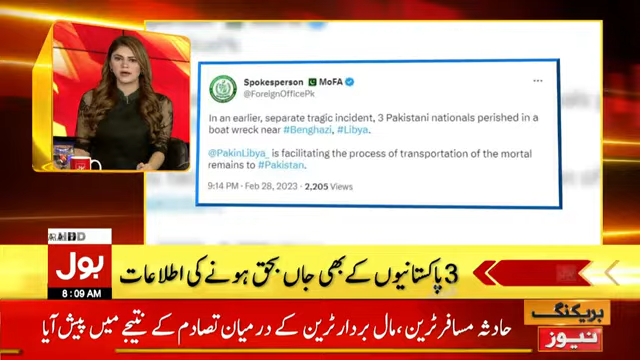 Spokesperson 🇵🇰 MoFA
@ForeignOfficePk
In an earlier, separate tragic incident, 3 Pakistani nationals perished in a
boat wreck near #Benghazi, #Libya.
@PakinLibya_ is facilitating the process of transportation of the mortal
remains to #Pakistan.
9:14 PM · Feb 28, 2023 · 2,205 Views
بول
8:09 AM
3 پاکستانیوں کے بھی جاں بحق ہونے کی اطلاعات
بریکنگ
نیوز
حادثہ مسافر ٹرین ، مال بردار ٹرین کے درمیان تصادم کے نتیجے میں پیش آیا